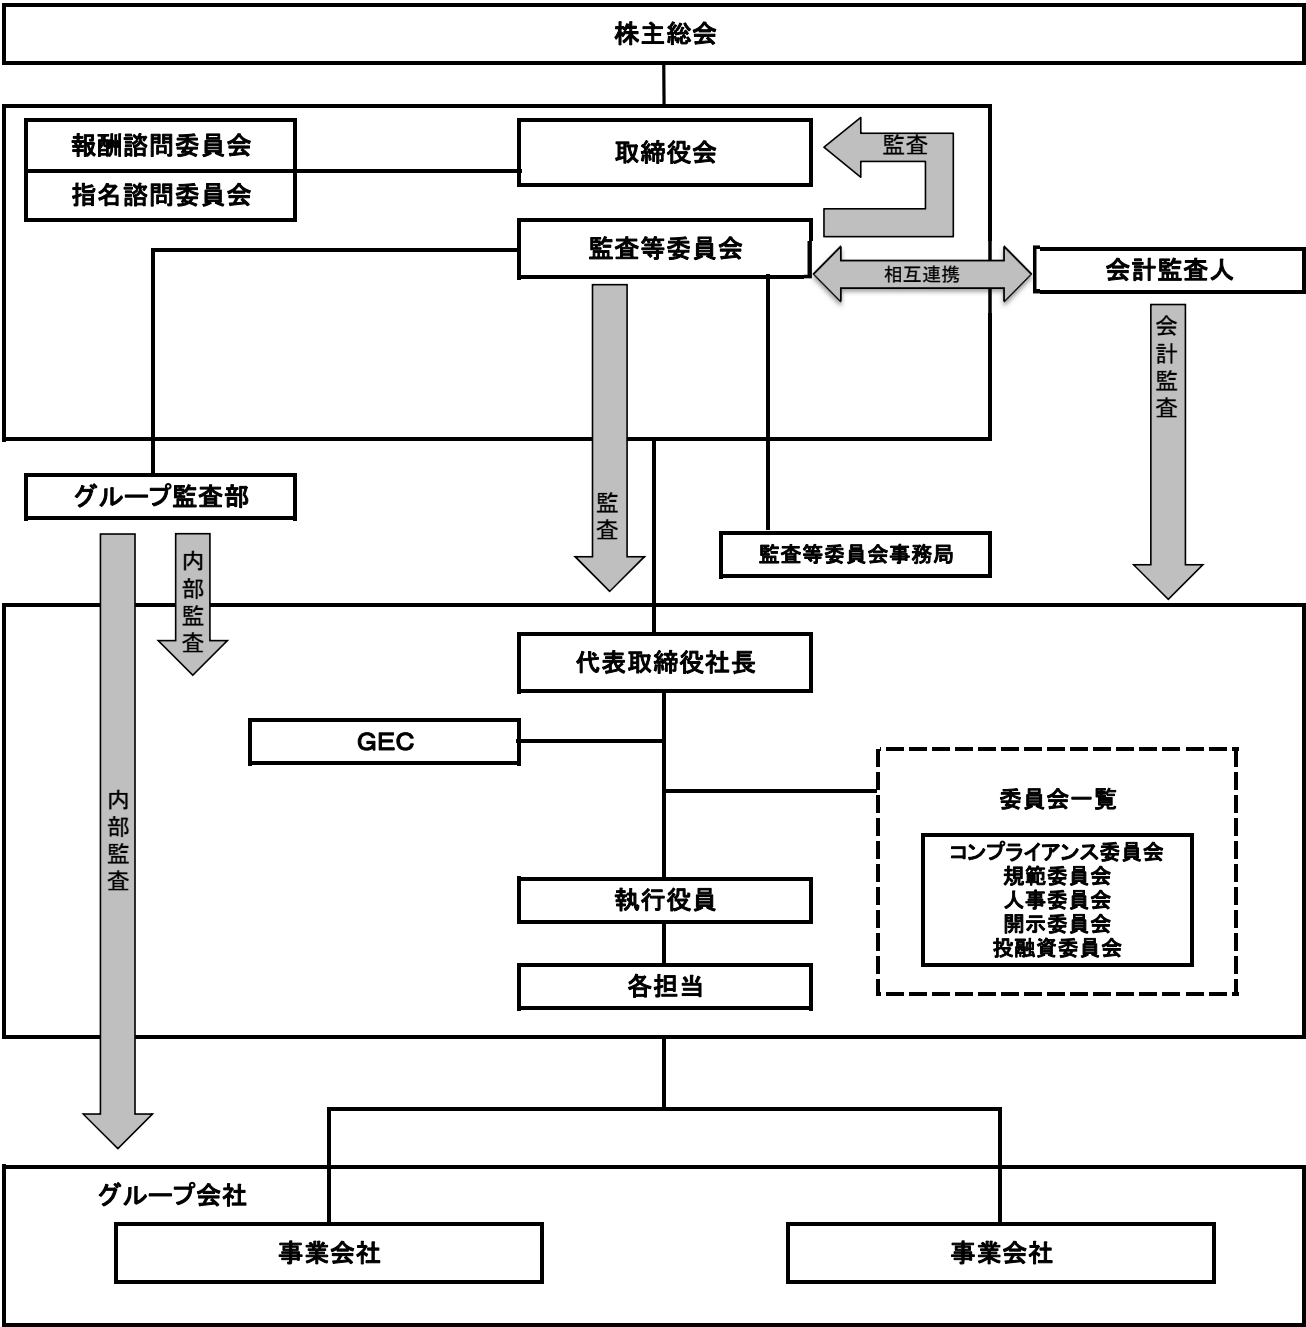 株主総会
報酬諮問委員会
指名諮問委員会
取締役会
監査
監査等委員会
相互連携
会計監査人
会計監査
グループ監査部
監査
監査等委員会事務局
内部監査
内部監査
代表取締役社長
GEC
委員会一覧
コンプライアンス委員会
規範委員会
人事委員会
開示委員会
投融資委員会
執行役員
各担当
グループ会社
事業会社
事業会社